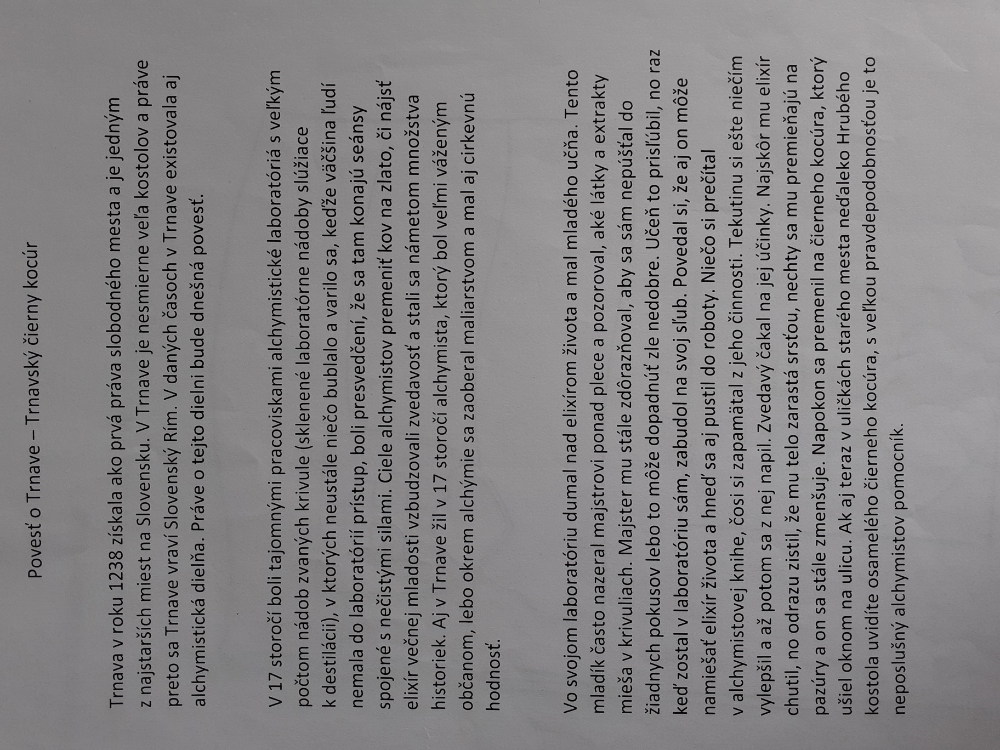 Povesť o Trnave – Trnavský čierny kocúr
Trnava v roku 1238 získala ako prvá práva slobodného mesta a je jedným
z najstarších miest na Slovensku. V Trnave je nesmierne veľa kostolov a práve
preto sa Trnave vraví Slovenský Rím. V daných časoch v Trnave existovala aj
alchymistická dielňa. Práve o tejto dielni bude dnešná povesť.
V 17 storočí boli tajomnými pracoviskami alchymistické laboratóriá s veľkým
počtom nádob zvaných krivule (sklenené laboratórne nádoby slúžiace
k destilácii), v ktorých neustále niečo bublalo a varilo sa, keďže väčšina ľudí
nemala do laboratórií prístup, boli presvedčení, že sa tam konajú seánsy
spojené s nečistými silami. Ciele alchymistov premeniť kov na zlato, či nájsť
elixír večnej mladosti vzbudzovali zvedavosť a stali sa námetom množstva
historiek. Aj v Trnave žil v 17 storočí alchymista, ktorý bol veľmi váženým
občanom, lebo okrem alchýmie sa zaoberal maliarstvom a mal aj cirkevnú
hodnosť.
Vo svojom laboratóriu dumal nad elixírom života a mal mladého učňa. Tento
mladík často nazeral majstrovi ponad plece a pozoroval, aké látky a extrakty
mieša v krivuliach. Majster mu stále zdôrazňoval, aby sa sám nepúšťal do
žiadnych pokusov lebo to môže dopadnúť zle nedobre. Učeň to prisľúbil, no raz
keď zostal v laboratóriu sám, zabudol na svoj sľub. Povedal si, že aj on môže
namiešať elixír života a hneď sa aj pustil do roboty. Niečo si prečítal
v alchymistovej knihe, čosi si zapamätal z jeho činnosti. Tekutinu si ešte niečím
vylepšil a až potom sa z nej napil. Zvedavý čakal na jej účinky. Najskôr mu elixír
chutil, no odrazu zistil, že mu telo zarastá srsťou, nechty sa mu premieňajú na
pazúry a on sa stále zmenšuje. Napokon sa premenil na čierneho kocúra, ktorý
ušiel oknom na ulicu. Ak aj teraz v uličkách starého mesta neďaleko Hrubého
kostola uvidíte osamelého čierneho kocúra, s veľkou pravdepodobnosťou je to
neposlušný alchymistov pomocník.